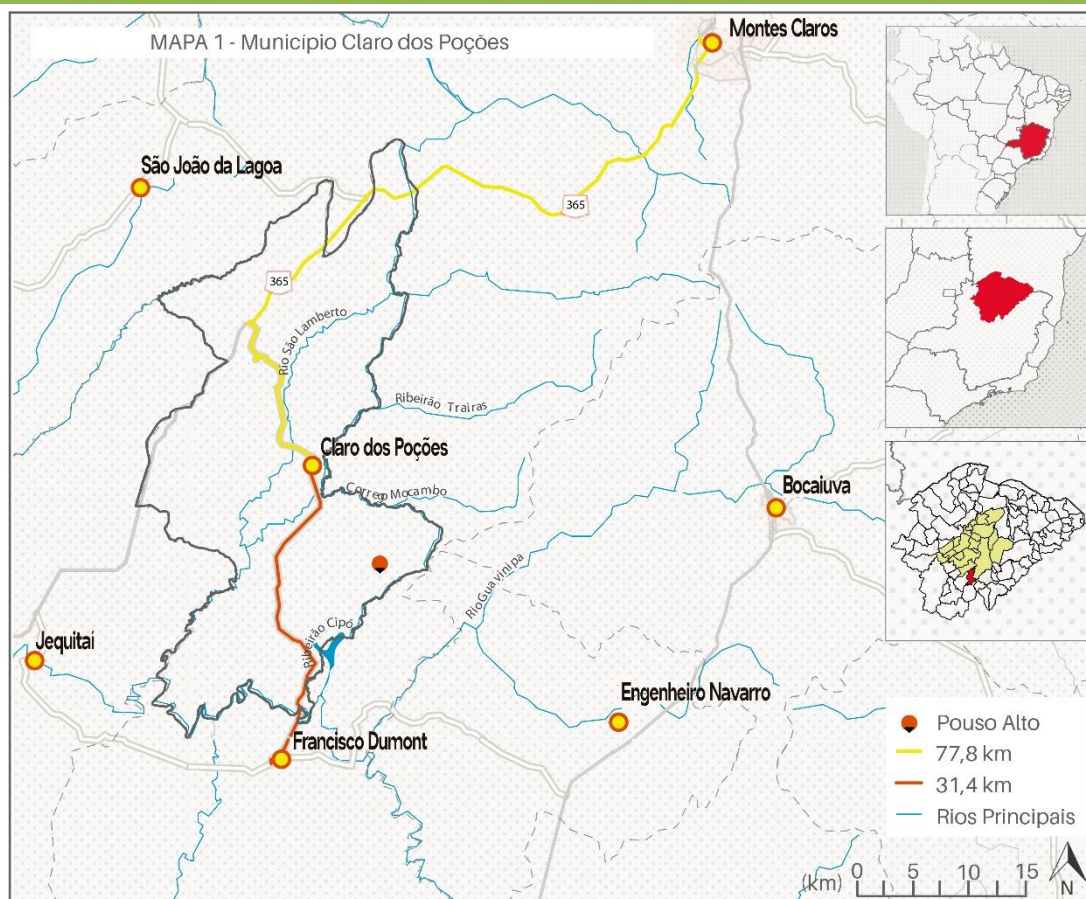 MAPA 1 - Município Claro dos Poções
Montes Claros
São João da Lagoa
365
365
Rio São Lamberto
Ribeirão Trairas
Claro dos Poções
Correp Mocambo
Bocaiuva
Rio Guavinipa
Ribeirão Cipó
Jequitaí
Engenheiro Navarro
Francisco Dumont
Pouso Alto
77,8 km
31,4 km
Rios Principais
(km) 0 5 10 15
N